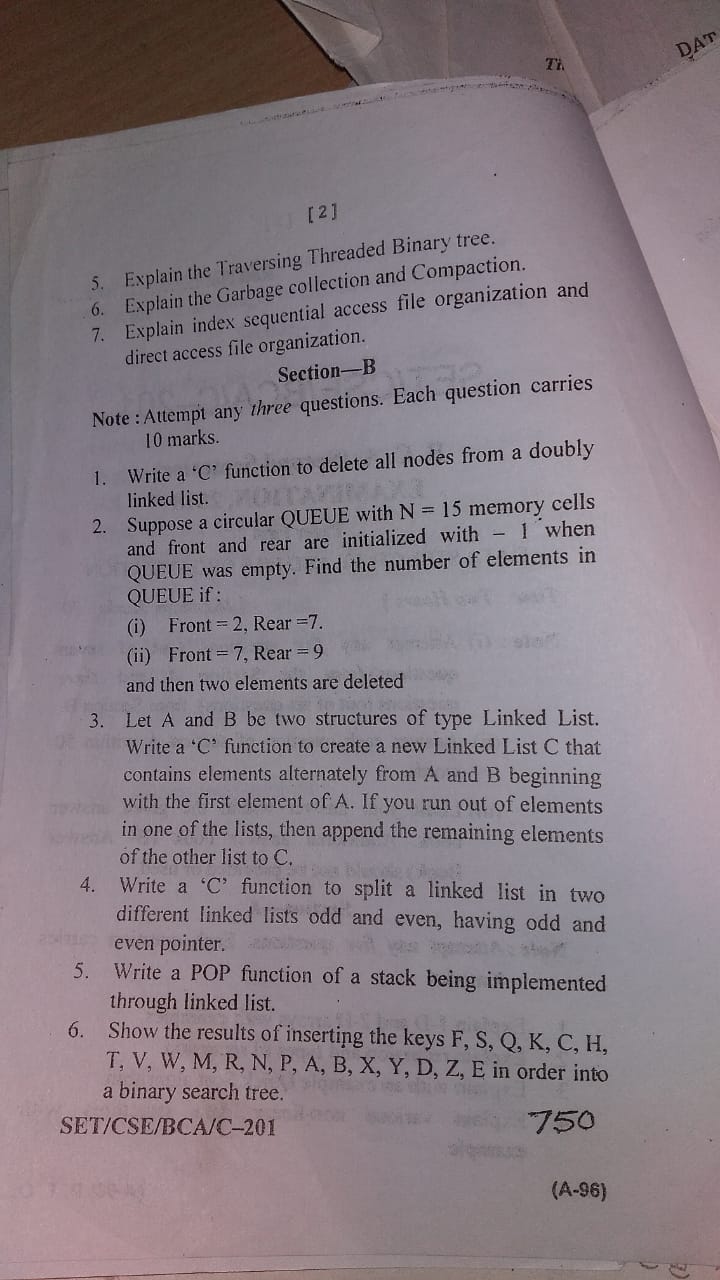 DAT
[2]
5. Explain the Traversing Threaded Binary tree.
6. Explain the Garbage collection and Compaction.
7. Explain index sequential access file organization and
direct access file organization.
Section—B
Note : Attempt any three questions. Each question carries
10 marks.
1. Write a ‘C’ function to delete all nodes from a doubly
linked list.
2. Suppose a circular QUEUE with N = 15 memory cells
and front and rear are initialized with – 1 when
QUEUE was empty. Find the number of elements in
QUEUE if :
(i) Front = 2, Rear =7.
(ii) Front = 7, Rear = 9
and then two elements are deleted
3. Let A and B be two structures of type Linked List.
Write a ‘C’ function to create a new Linked List C that
contains elements alternately from A and B beginning
with the first element of A. If you run out of elements
in one of the lists, then append the remaining elements
of the other list to C.
4. Write a ‘C’ function to split a linked list in two
different linked lists odd and even, having odd and
even pointer.
5. Write a POP function of a stack being implemented
through linked list.
6. Show the results of inserting the keys F, S, Q, K, C, H,
T, V, W, M, R, N, P, A, B, X, Y, D, Z, E in order into
a binary search tree.
SET/CSE/BCA/C–201
750
(A-96)